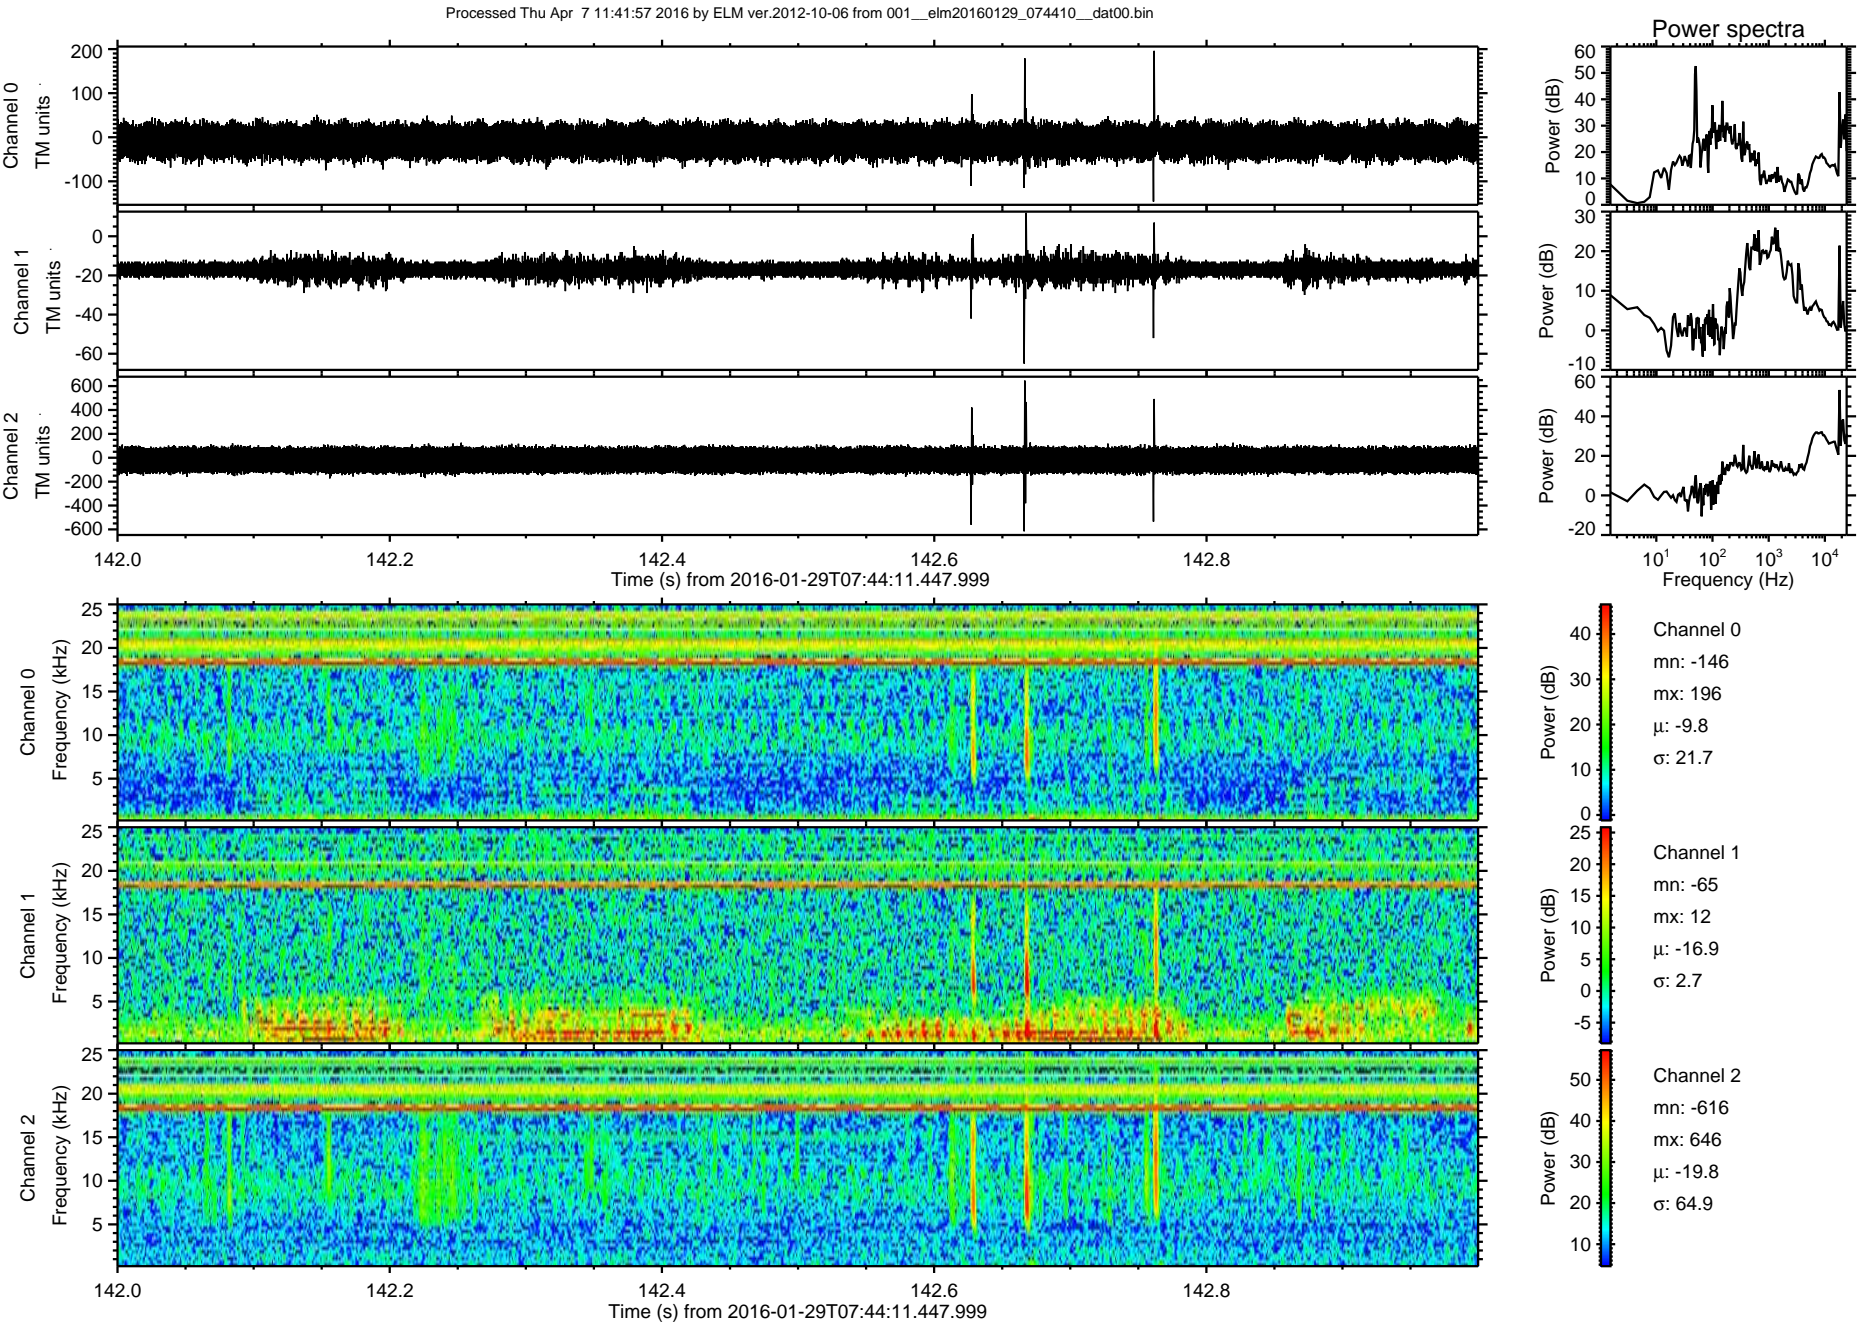 Processed Thu Apr 7 11:41:57 2016 by ELM ver.2012-10-06 from 001__elm20160129_074410__dat00.bin
Power spectra
Channel 0
TM units
200
100
0
-100
Power (dB)
60
50
40
30
20
10
0
Channel 1
TM units
0
-20
-40
-60
Power (dB)
30
20
10
0
-10
Channel 2
TM units
600
400
200
0
-200
-400
-600
Power (dB)
60
40
20
0
-20
142.0 142.2 142.4 142.6 142.8
Time (s) from 2016-01-29T07:44:11.447.999
10^1 10^2 10^3 10^4
Frequency (Hz)
Channel 0
Frequency (kHz)
25
20
15
10
5
Power (dB)
40
30
20
10
0
Channel 0
mn: -146
mx: 196
μ: -9.8
σ: 21.7
Channel 1
Frequency (kHz)
25
20
15
10
5
Power (dB)
25
20
15
10
5
0
-5
Channel 1
mn: -65
mx: 12
μ: -16.9
σ: 2.7
Channel 2
Frequency (kHz)
25
20
15
10
5
Power (dB)
50
40
30
20
10
Channel 2
mn: -616
mx: 646
μ: -19.8
σ: 64.9
142.0 142.2 142.4 142.6 142.8
Time (s) from 2016-01-29T07:44:11.447.999